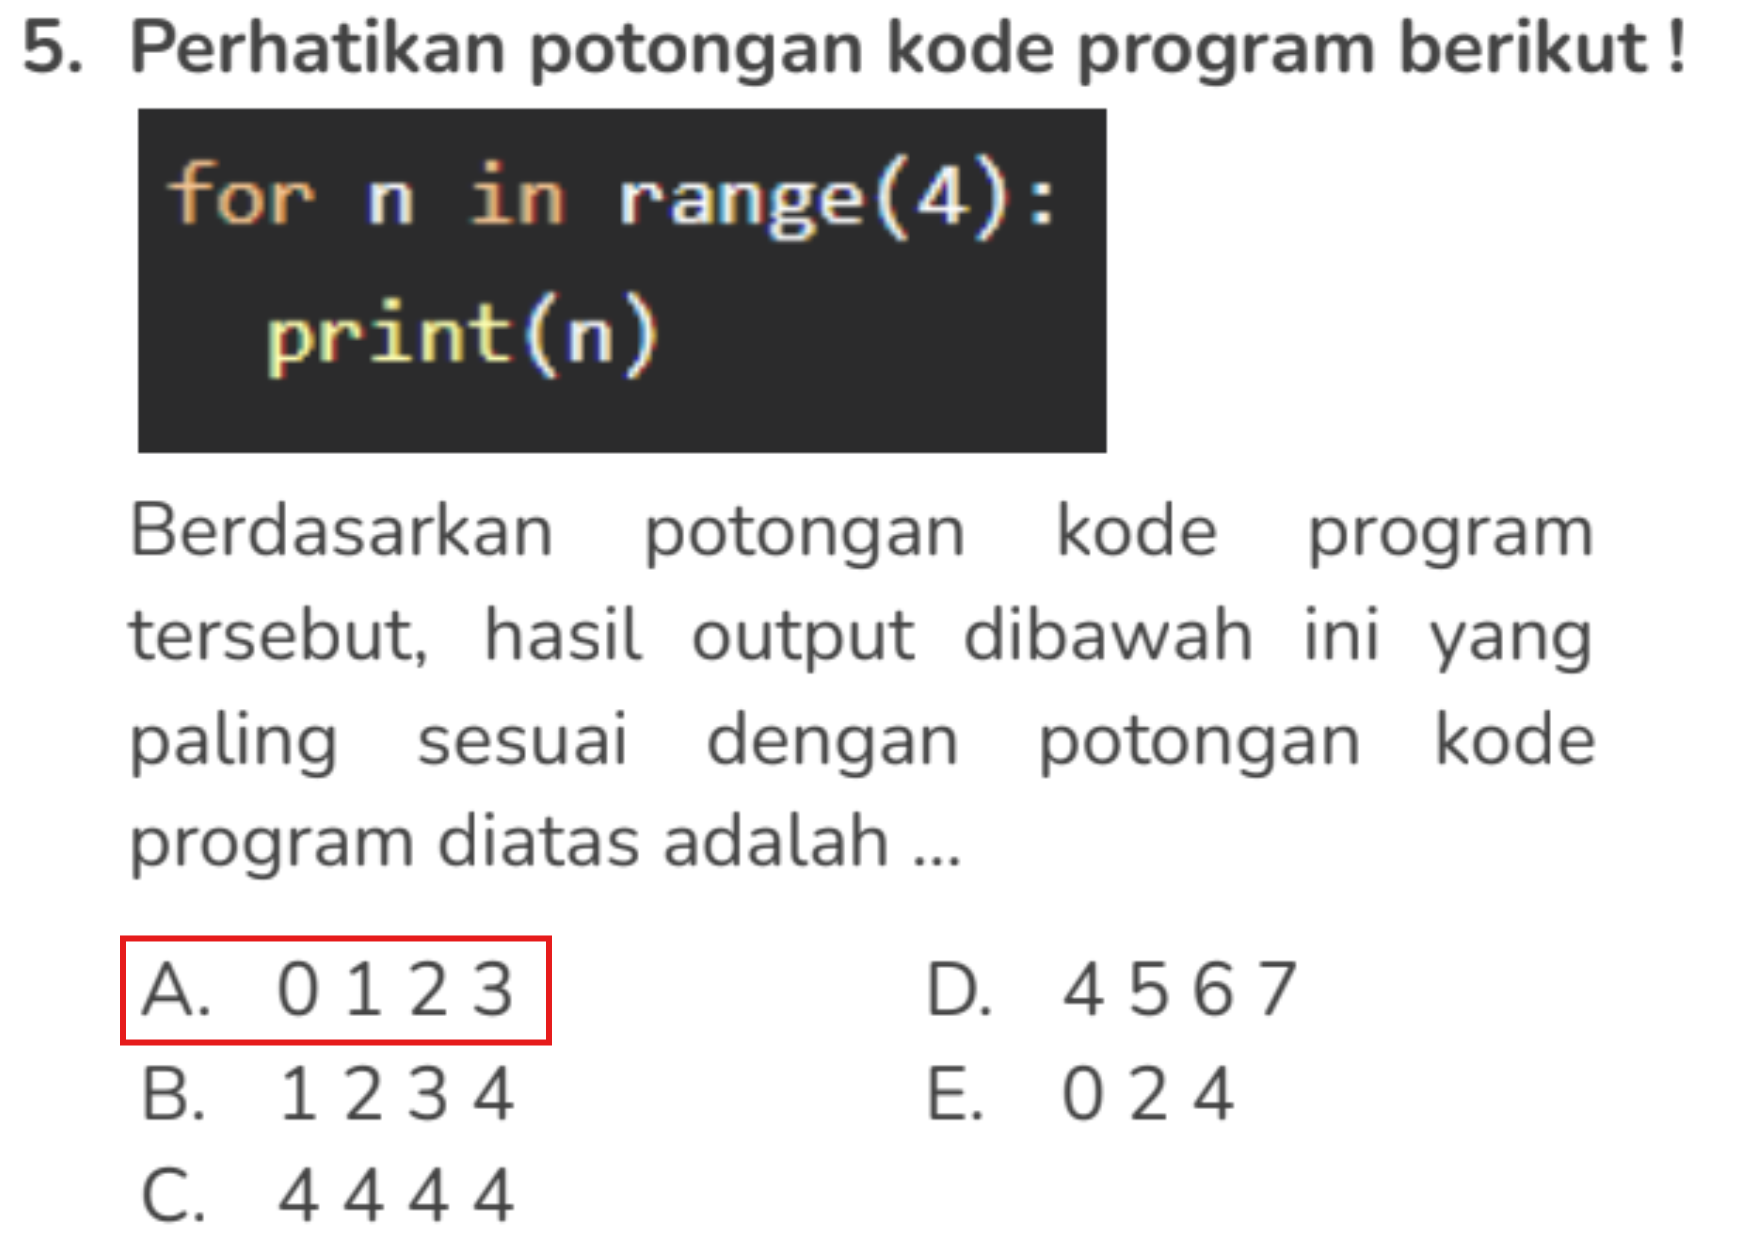 5. Perhatikan potongan kode program berikut !
for n in range(4):
  print(n)
Berdasarkan potongan kode program
tersebut, hasil output dibawah ini yang
paling sesuai dengan potongan kode
program diatas adalah ...
A. 0 1 2 3
B. 1 2 3 4
C. 4 4 4 4
D. 4 5 6 7
E. 0 2 4